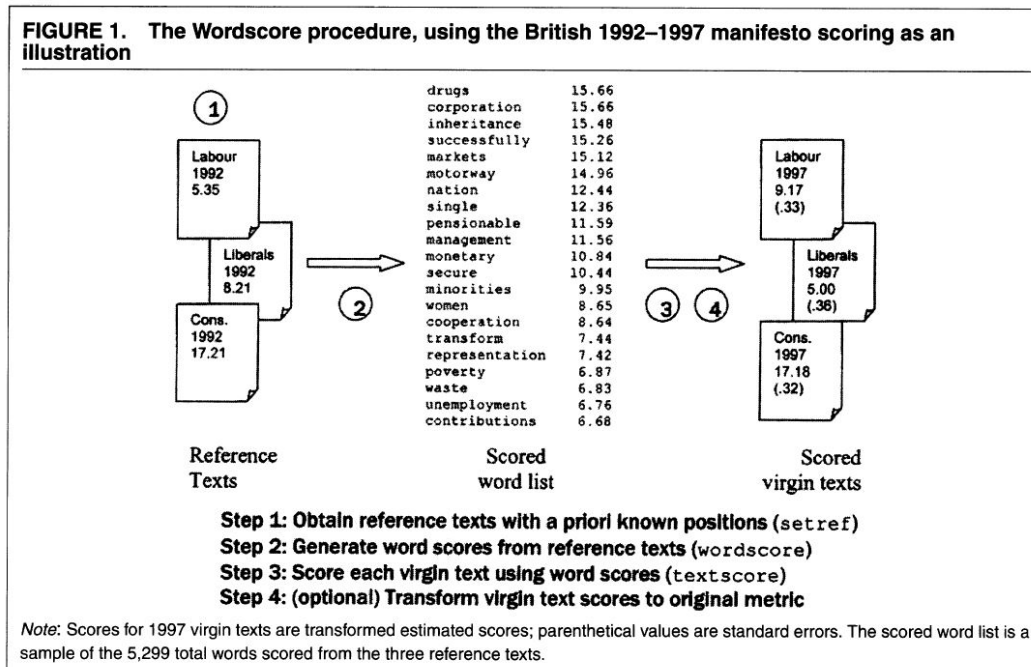 FIGURE 1. The Wordscore procedure, using the British 1992–1997 manifesto scoring as an
illustration
1
Labour
1992
5.35
Liberals
1992
8.21
Cons.
1992
17.21
Reference
Texts
2
drugs 15.66
corporation 15.66
inheritance 15.48
successfully 15.26
markets 15.12
motorway 14.96
nation 12.44
single 12.36
pensionable 11.59
management 11.56
monetary 10.84
secure 10.44
minorities 9.95
women 8.65
cooperation 8.64
transform 7.44
representation 7.42
poverty 6.87
waste 6.83
unemployment 6.76
contributions 6.68
Scored
word list
3 4
Labour
1997
9.17
(.33)
Liberals
1997
5.00
(.36)
Cons.
1997
17.18
(.32)
Scored
virgin texts
Step 1: Obtain reference texts with a priori known positions (setref)
Step 2: Generate word scores from reference texts (wordscore)
Step 3: Score each virgin text using word scores (textscore)
Step 4: (optional) Transform virgin text scores to original metric
Note: Scores for 1997 virgin texts are transformed estimated scores; parenthetical values are standard errors. The scored word list is a
sample of the 5,299 total words scored from the three reference texts.